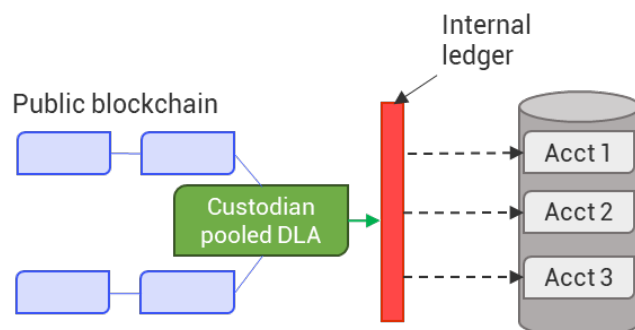 Internal
ledger
Public blockchain
Custodian
pooled DLA
Acct 1
Acct 2
Acct 3